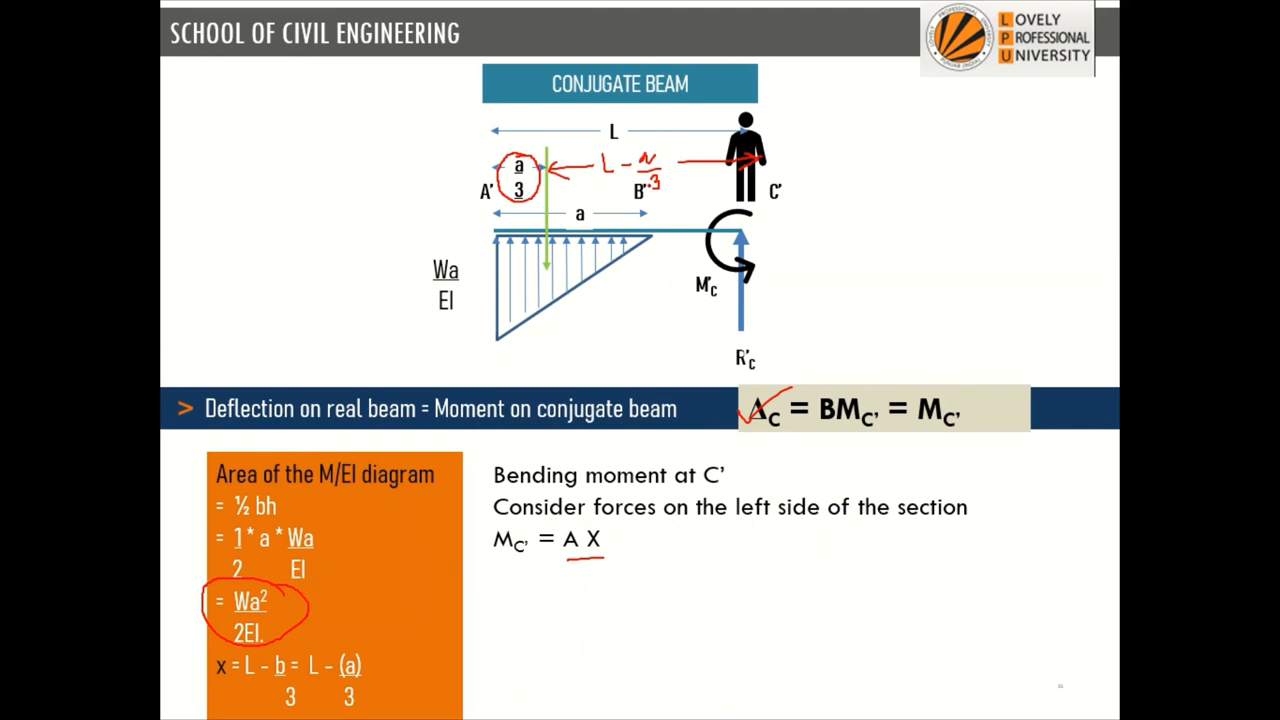 SCHOOL OF CIVIL ENGINEERING
LOVELY
PROFESSIONAL
UNIVERSITY
CONJUGATE BEAM
L
a
3
L - a/3
A' B' C'
a
Wa
EI
M'C
R'C
> Deflection on real beam = Moment on conjugate beam
ΔC = BMC' = MC'
Area of the M/EI diagram
= ½ bh
= 1 * a * Wa
2 EI
= Wa²
2EI.
x = L - b = L - (a)
3 3
Bending moment at C'
Consider forces on the left side of the section
MC' = A X